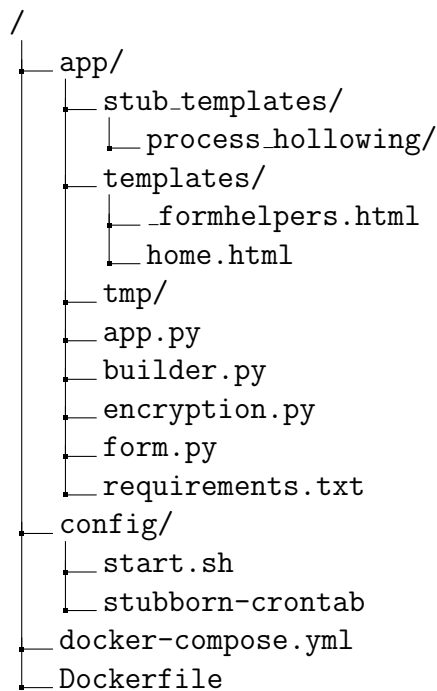 /
app/
stub_templates/
process_hollowing/
templates/
_formhelpers.html
home.html
tmp/
app.py
builder.py
encryption.py
form.py
requirements.txt
config/
start.sh
stubborn-crontab
docker-compose.yml
Dockerfile